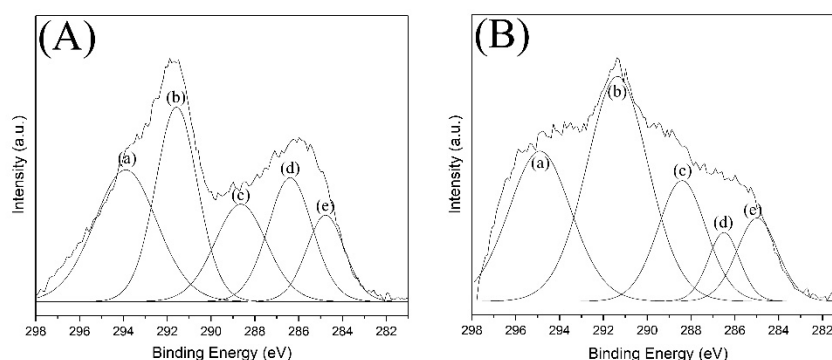 (A)
(a)
(b)
(c)
(d)
(e)
Intensity (a.u.)
298 296 294 292 290 288 286 284 282
Binding Energy (eV)
(B)
(a)
(b)
(c)
(d)
(e)
Intensity (a.u.)
298 296 294 292 290 288 286 284 282
Binding Energy (eV)